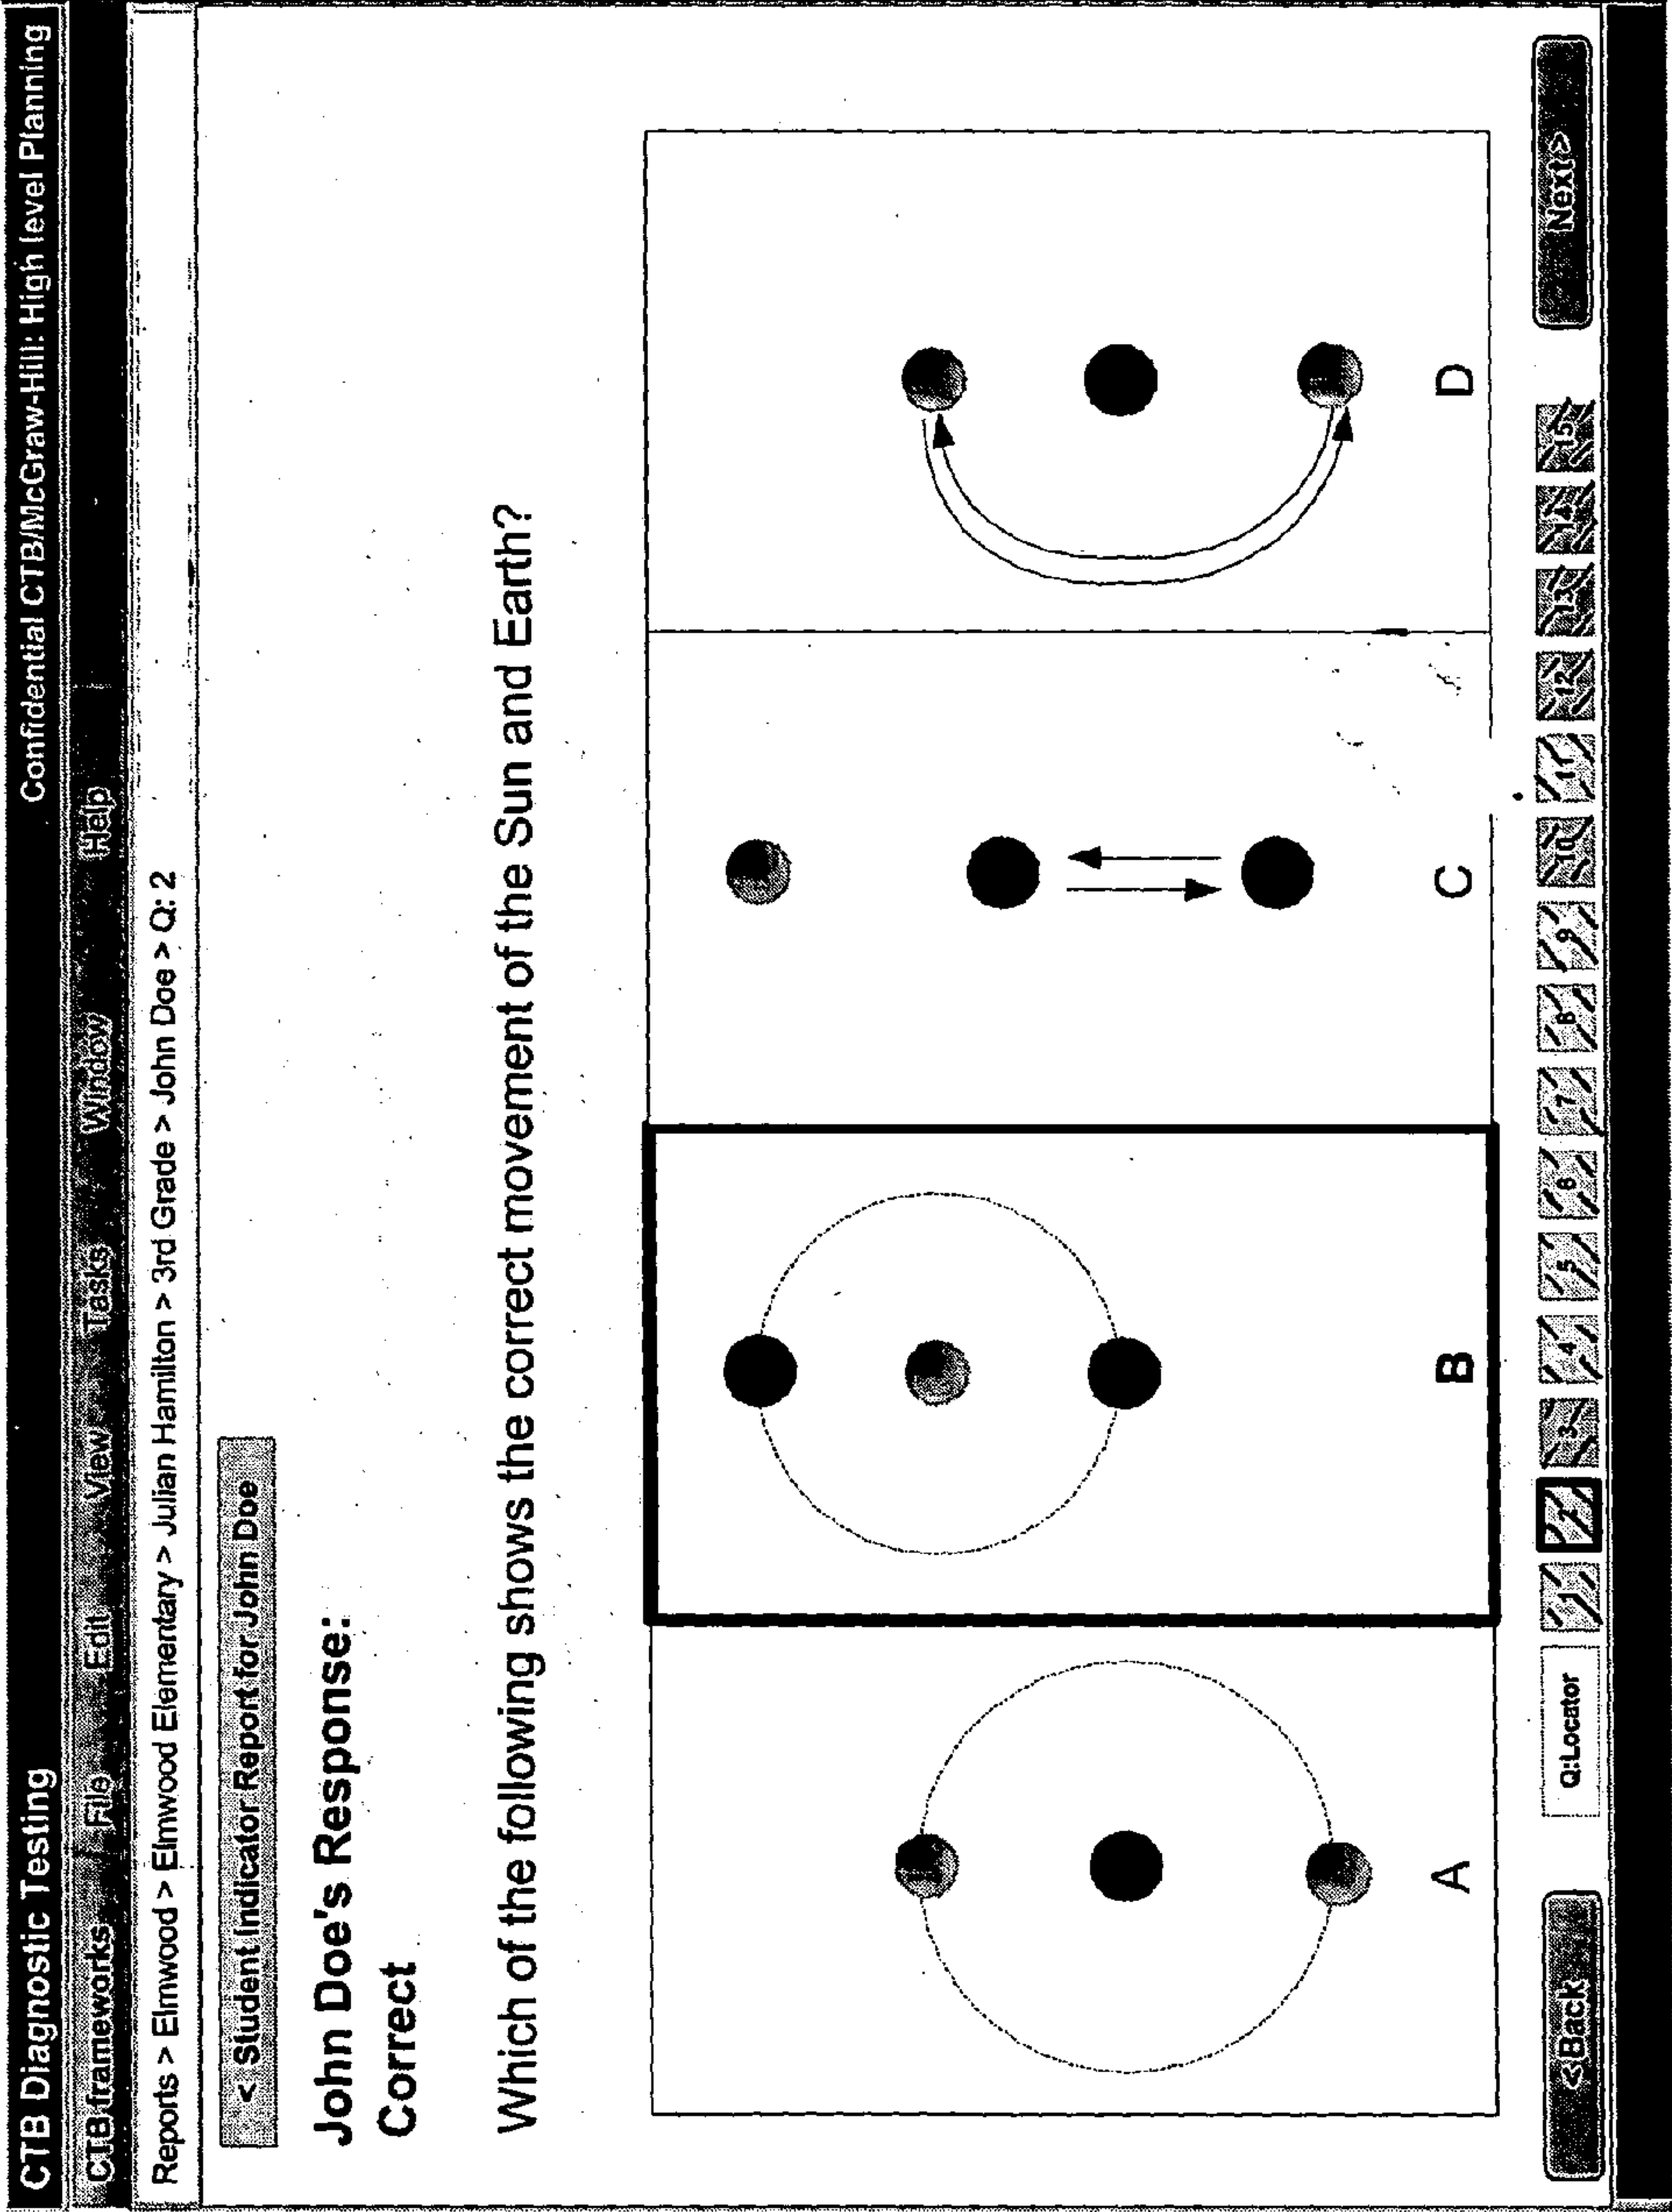 CTB Diagnostic Testing Confidential CTB/McGraw-Hill: High level Planning
CTB frameworks File Edit View Tasks Window Help
Reports > Elmwood > Elmwood Elementary > Julian Hamilton > 3rd Grade > John Doe > Q: 2
< Student Indicator Report for John Doe
John Doe's Response:
Correct
Which of the following shows the correct movement of the Sun and Earth?
A B C D
<Back Q:Locator 1 2 3 4 5 6 7 8 9 10 11 12 13 14 15 Next >